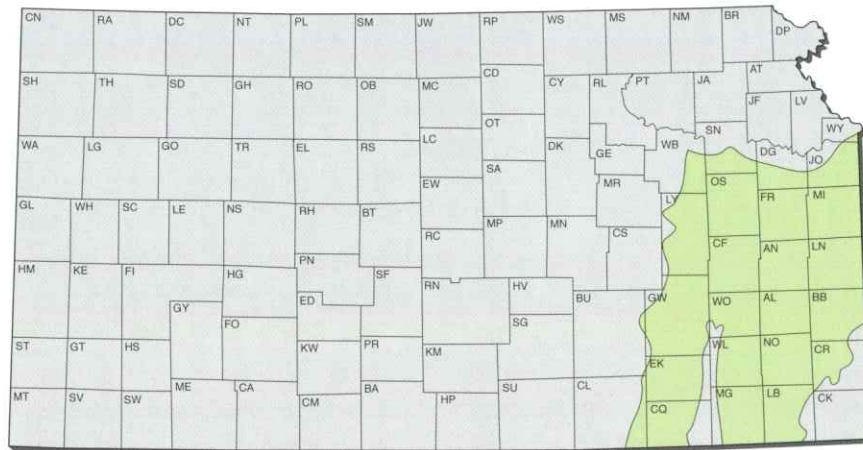 CN RA DC NT PL SM JW RP WS MS NM BR DP
SH TH SD GH RO OB MC CD CY RL PT JA AT
JF LV WY
WA LG GO TR EL RS LC OT DK GE WB SN DG JO
EW SA MR LY OS FR MI
GL WH SC LE NS RH BT RC MP MN CS CF AN LN
HM KE FI HG PN SF RN HV BU GW WO AL BB
GY ED SG
FO
ST GT HS KW PR KM EK WL NO CR
MT SV SW ME CA CM BA HP SU CL CQ MG LB CK